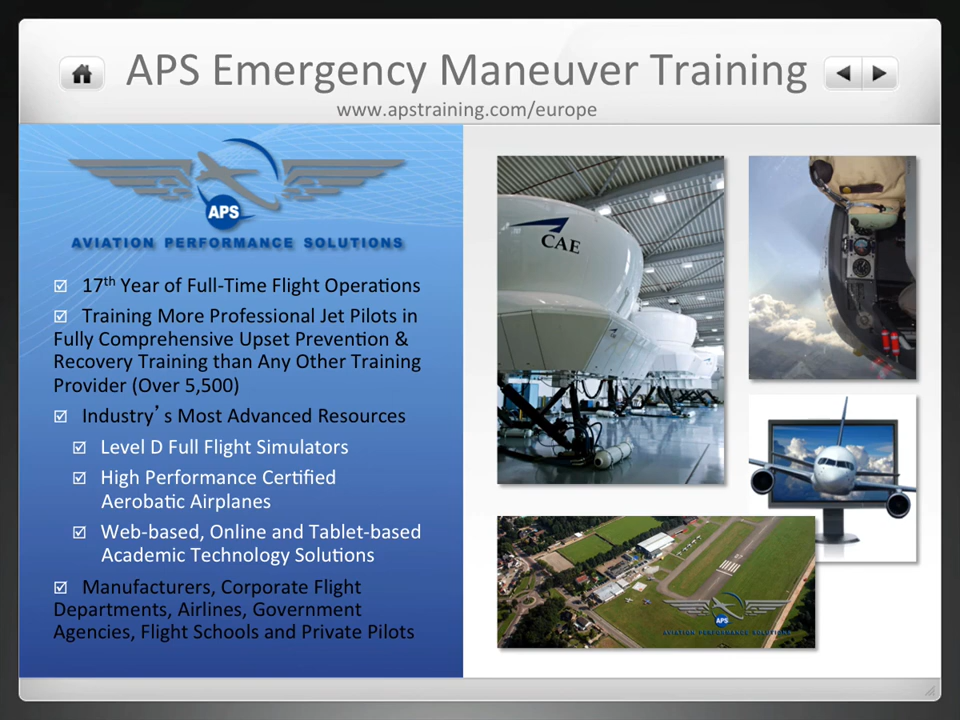 APS Emergency Maneuver Training
www.apstraining.com/europe
APS
AVIATION PERFORMANCE SOLUTIONS
17th Year of Full-Time Flight Operations
Training More Professional Jet Pilots in
Fully Comprehensive Upset Prevention &
Recovery Training than Any Other Training
Provider (Over 5,500)
Industry's Most Advanced Resources
Level D Full Flight Simulators
High Performance Certified
Aerobatic Airplanes
Web-based, Online and Tablet-based
Academic Technology Solutions
Manufacturers, Corporate Flight
Departments, Airlines, Government
Agencies, Flight Schools and Private Pilots
CAE
APS
AVIATION PERFORMANCE SOLUTIONS